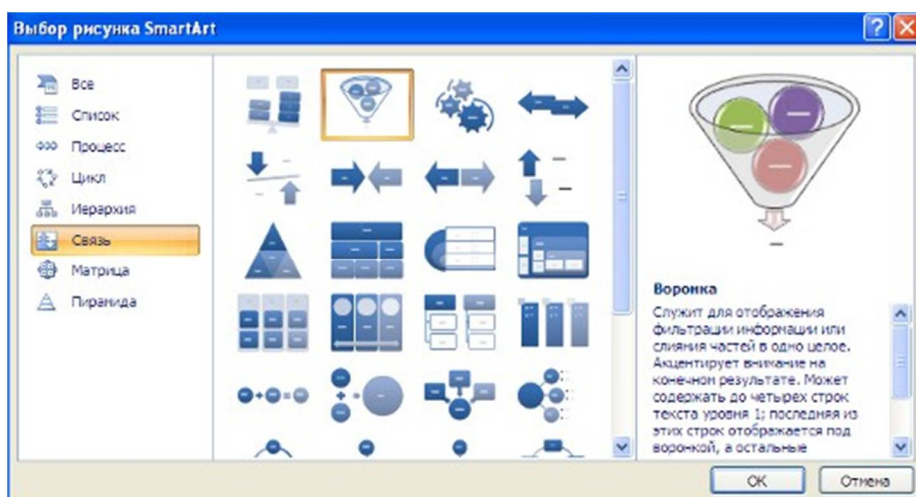 Выбор рисунка SmartArt
Все
Список
Процесс
Цикл
Иерархия
Связь
Матрица
Пирамида
Воронка
Служит для отображения
фильтрации информации или
слияния частей в одно целое.
Акцентирует внимание на
конечном результате. Может
содержать до четырех строк
текста уровня 1; последняя из
этих строк отображается под
воронкой, а остальные
ОК
Отмена